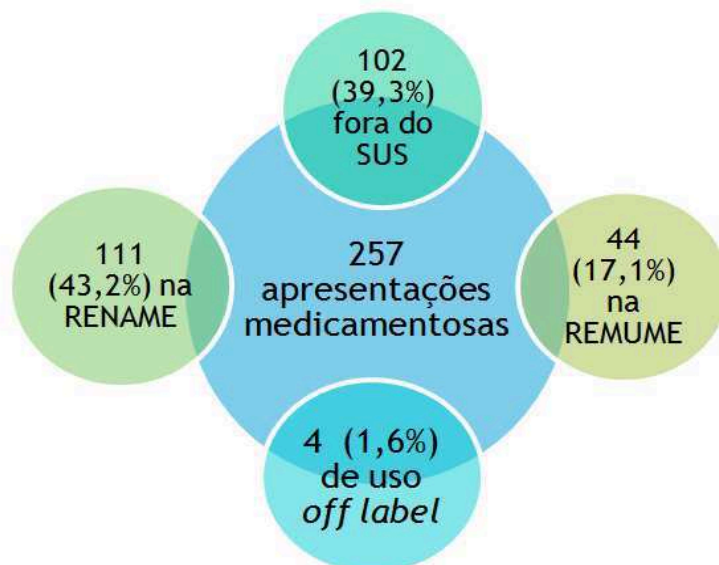 102
(39,3%)
fora do
SUS
111
(43,2%) na
RENAME
257
apresentações
medicamentosas
44
(17,1%)
na
REMUME
4 (1,6%)
de uso
off label